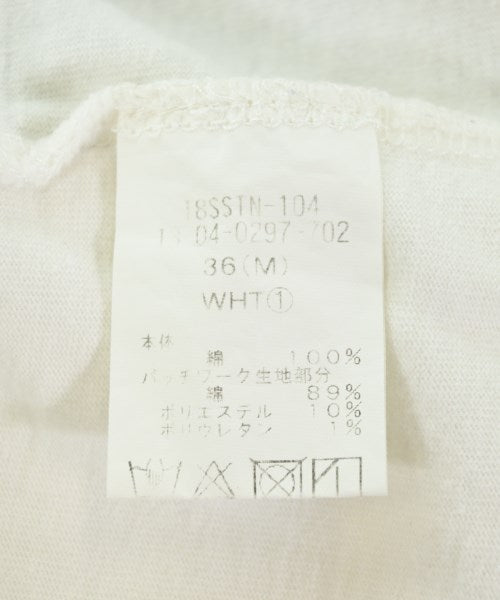 18SSTN-104
13-04-0297-702
36(M)
WHT①
本体
綿 100%
パッチワーク生地部分
綿 89%
ポリエステル 10%
ポリウレタン 1%